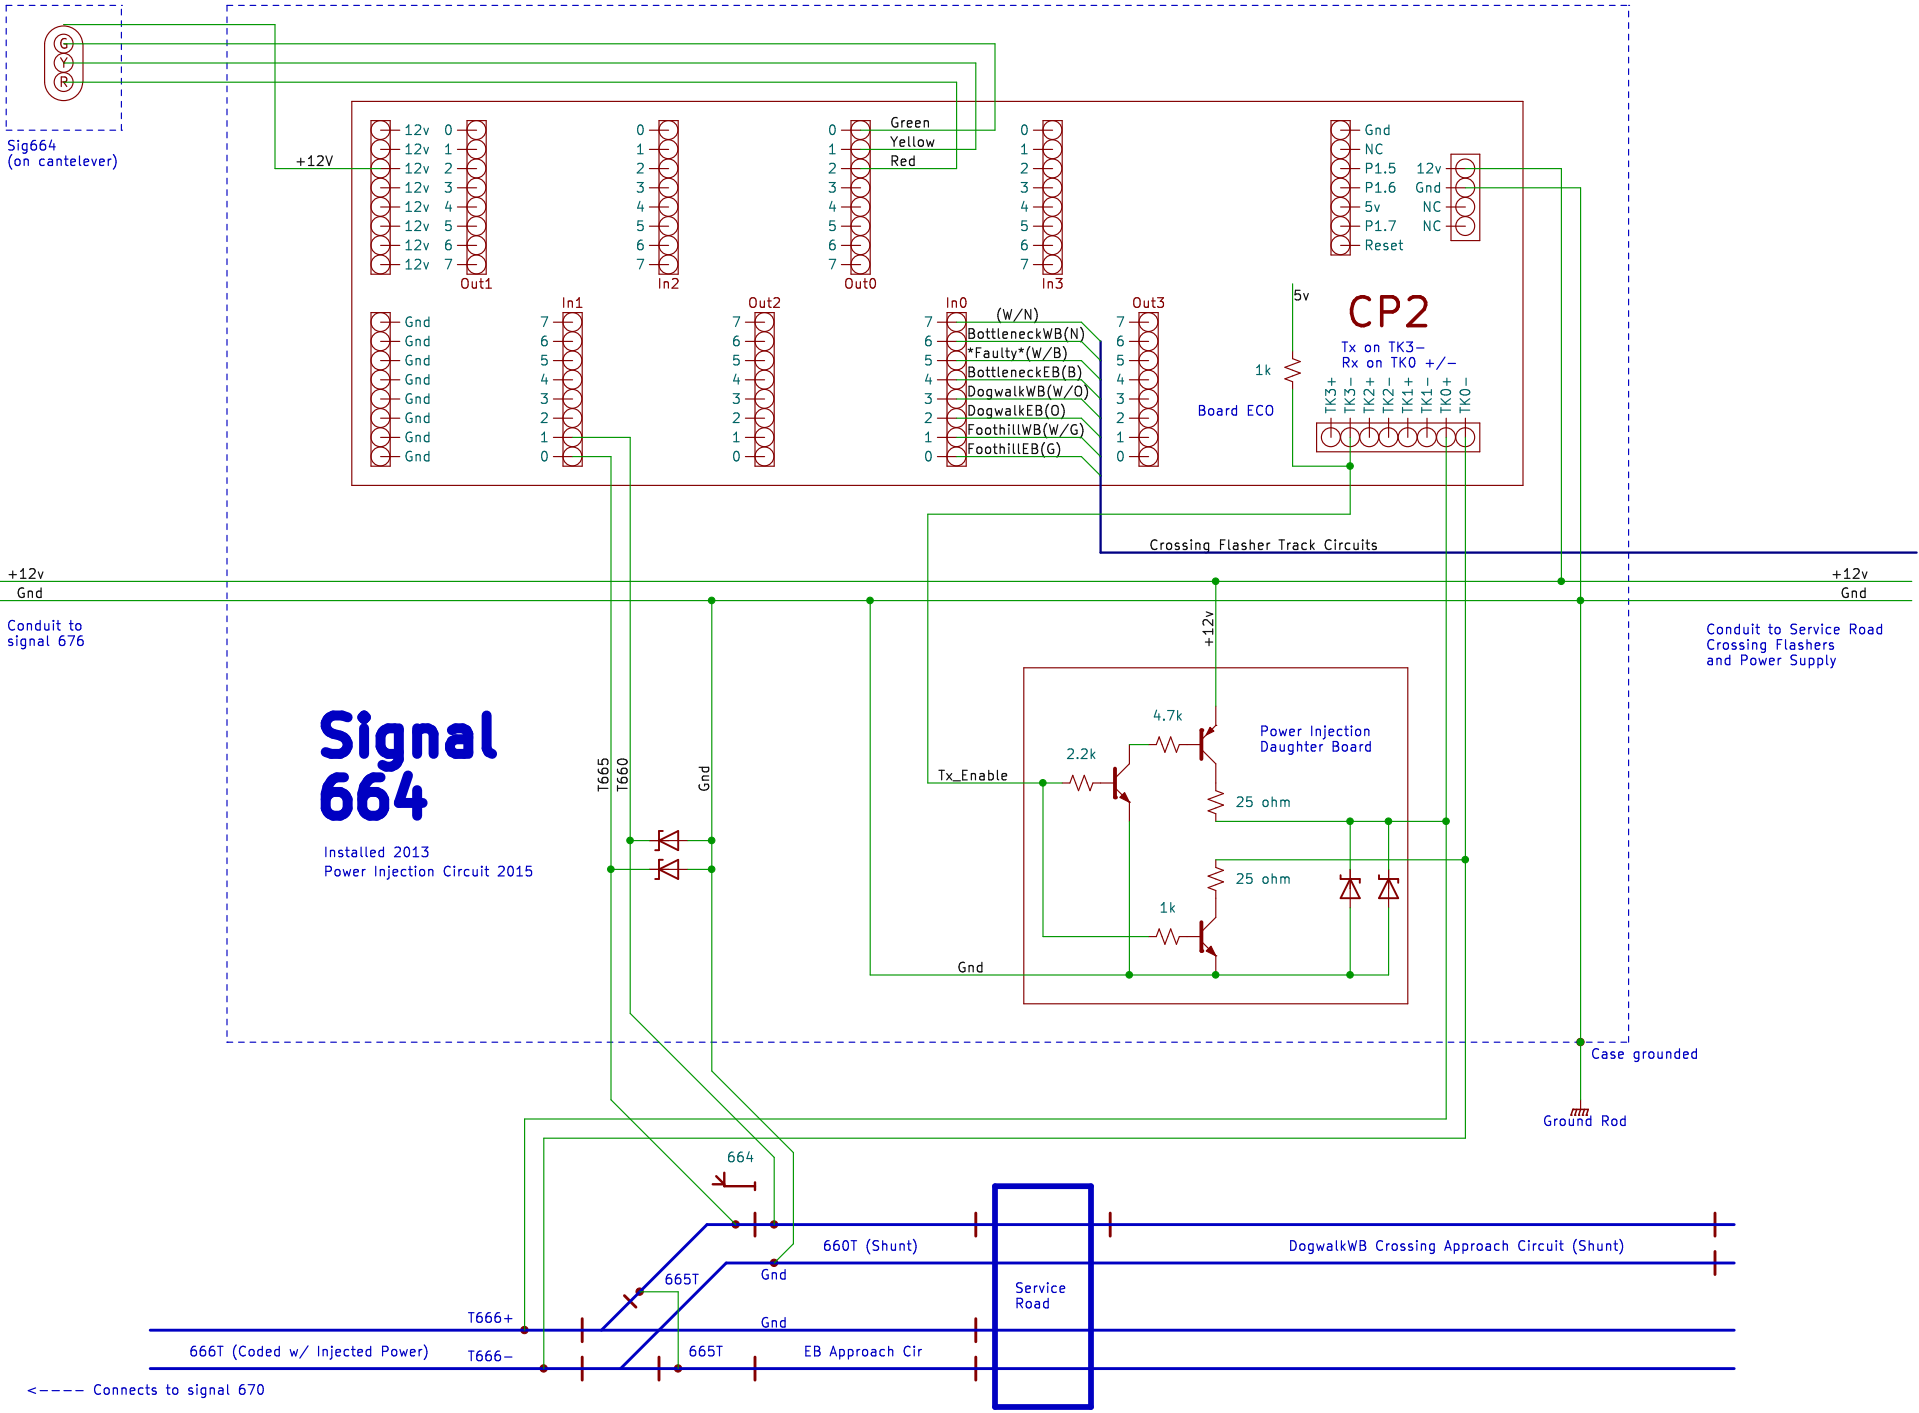 G
Y
R
Sig664
(on cantelever)
+12V
12v
12v
12v
12v
12v
12v
12v
12v
0
1
2
3
4
5
6
7
Out1
0
1
2
3
4
5
6
7
In2
0
1
2
3
4
5
6
7
Out0
Green
Yellow
Red
0
1
2
3
4
5
6
7
In3
Gnd
NC
P1.5
P1.6
5v
P1.7
Reset
12v
Gnd
NC
NC
Gnd
Gnd
Gnd
Gnd
Gnd
Gnd
Gnd
Gnd
In1
7
6
5
4
3
2
1
0
Out2
7
6
5
4
3
2
1
0
In0
7
6
5
4
3
2
1
0
(W/N)
BottleneckWB(N)
*Faulty*(W/B)
BottleneckEB(B)
DogwalkWB(W/O)
DogwalkEB(O)
FoothillWB(W/G)
FoothillEB(G)
Out3
7
6
5
4
3
2
1
0
5v
1k
Board ECO
CP2
Tx on TK3-
Rx on TK0 +/-
TK3+
TK3-
TK2+
TK2-
TK1+
TK1-
TK0+
TK0-
Crossing Flasher Track Circuits
+12v
Gnd
+12v
Gnd
Conduit to
signal 676
Conduit to Service Road
Crossing Flashers
and Power Supply
+12v
Signal
664
Installed 2013
Power Injection Circuit 2015
T665
T660
Gnd
Power Injection
Daughter Board
4.7k
2.2k
Tx_Enable
25 ohm
25 ohm
1k
Gnd
Case grounded
Ground Rod
664
660T (Shunt)
DogwalkWB Crossing Approach Circuit (Shunt)
Gnd
665T
Service
Road
T666+
Gnd
666T (Coded w/ Injected Power)
T666-
665T
EB Approach Cir
<---- Connects to signal 670